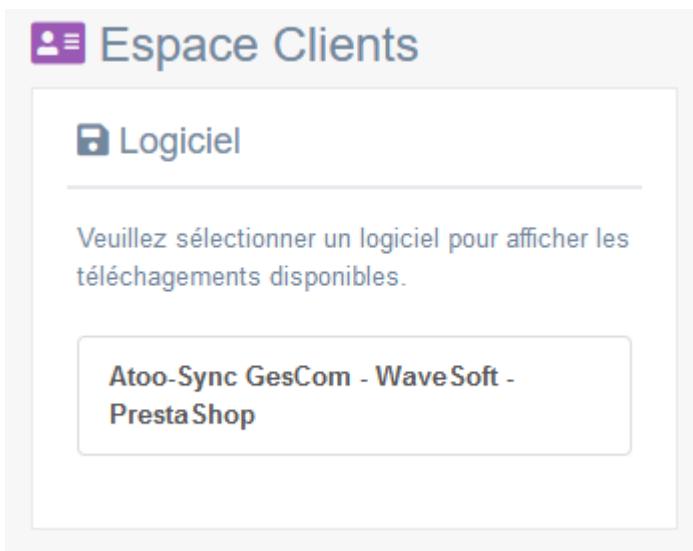 Espace Clients
Logiciel
Veuillez sélectionner un logiciel pour afficher les
téléchagements disponibles.
Atoo-Sync GesCom - WaveSoft -
PrestaShop